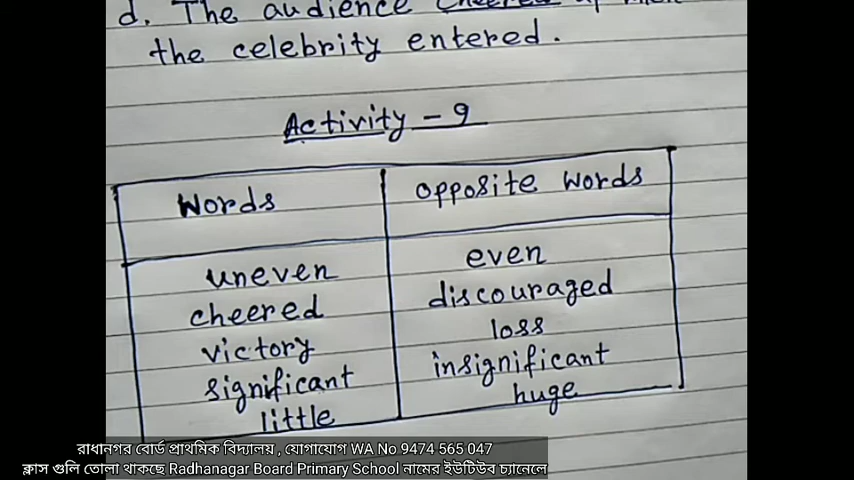 d. The audience cheered
the celebrity entered.
Activity - 9
Words opposite words
uneven even
cheered discouraged
victory loss
significant insignificant
little huge
রাধানগর বোর্ড প্রাথমিক বিদ্যালয় , যোগাযোগ WA No 9474 565 047
ক্লাস গুলি তোলা থাকছে Radhanagar Board Primary School নামের ইউটিউব চ্যানেলে